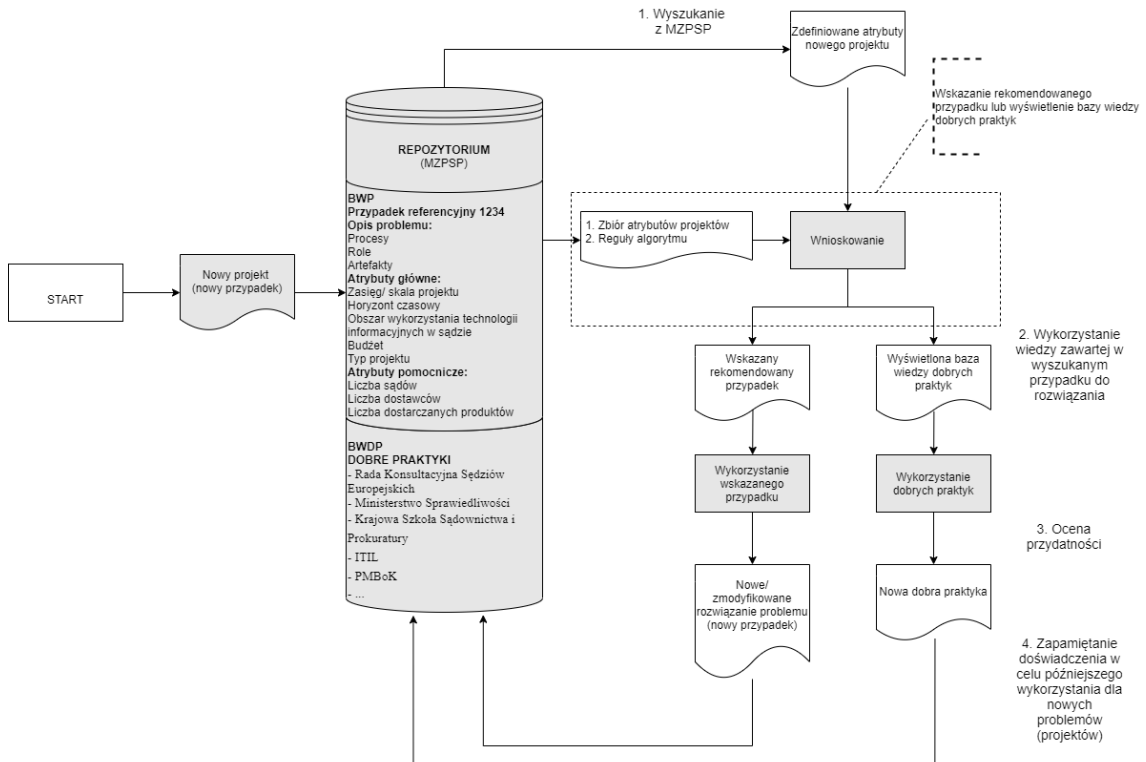 1. Wyszukanie
z MZPSP
Zdefiniowane atrybuty
nowego projektu
Wskazanie rekomendowanego
przypadku lub wyświetlenie bazy wiedzy
dobrych praktyk
REPOZYTORIUM
(MZPSP)
BWP
Przypadek referencyjny 1234
Opis problemu:
Procesy
Role
Artefakty
Atrybuty główne:
Zasięg/ skala projektu
Horyzont czasowy
Obszar wykorzystania technologii
informacyjnych w sądzie
Budżet
Typ projektu
Atrybuty pomocnicze:
Liczba sądów
Liczba dostawców
Liczba dostarczanych produktów
BWDP
DOBRE PRAKTYKI
- Rada Konsultacyjna Sędziów
Europejskich
- Ministerstwo Sprawiedliwości
- Krajowa Szkoła Sądownictwa i
Prokuratury
- ITIL
- PMBoK
- ...
START
Nowy projekt
(nowy przypadek)
1. Zbiór atrybutów projektów
2. Reguły algorytmu
Wnioskowanie
Wskazany
rekomendowany
przypadek
Wyświetlona baza
wiedzy dobrych
praktyk
2. Wykorzystanie
wiedzy zawartej w
wyszukanym
przypadku do
rozwiązania
Wykorzystanie
wskazanego
przypadku
Wykorzystanie
dobrych praktyk
3. Ocena
przydatności
Nowe/
zmodyfikowane
rozwiązanie problemu
(nowy przypadek)
Nowa dobra praktyka
4. Zapamiętanie
doświadczenia w
celu późniejszego
wykorzystania dla
nowych
problemów
(projektów)